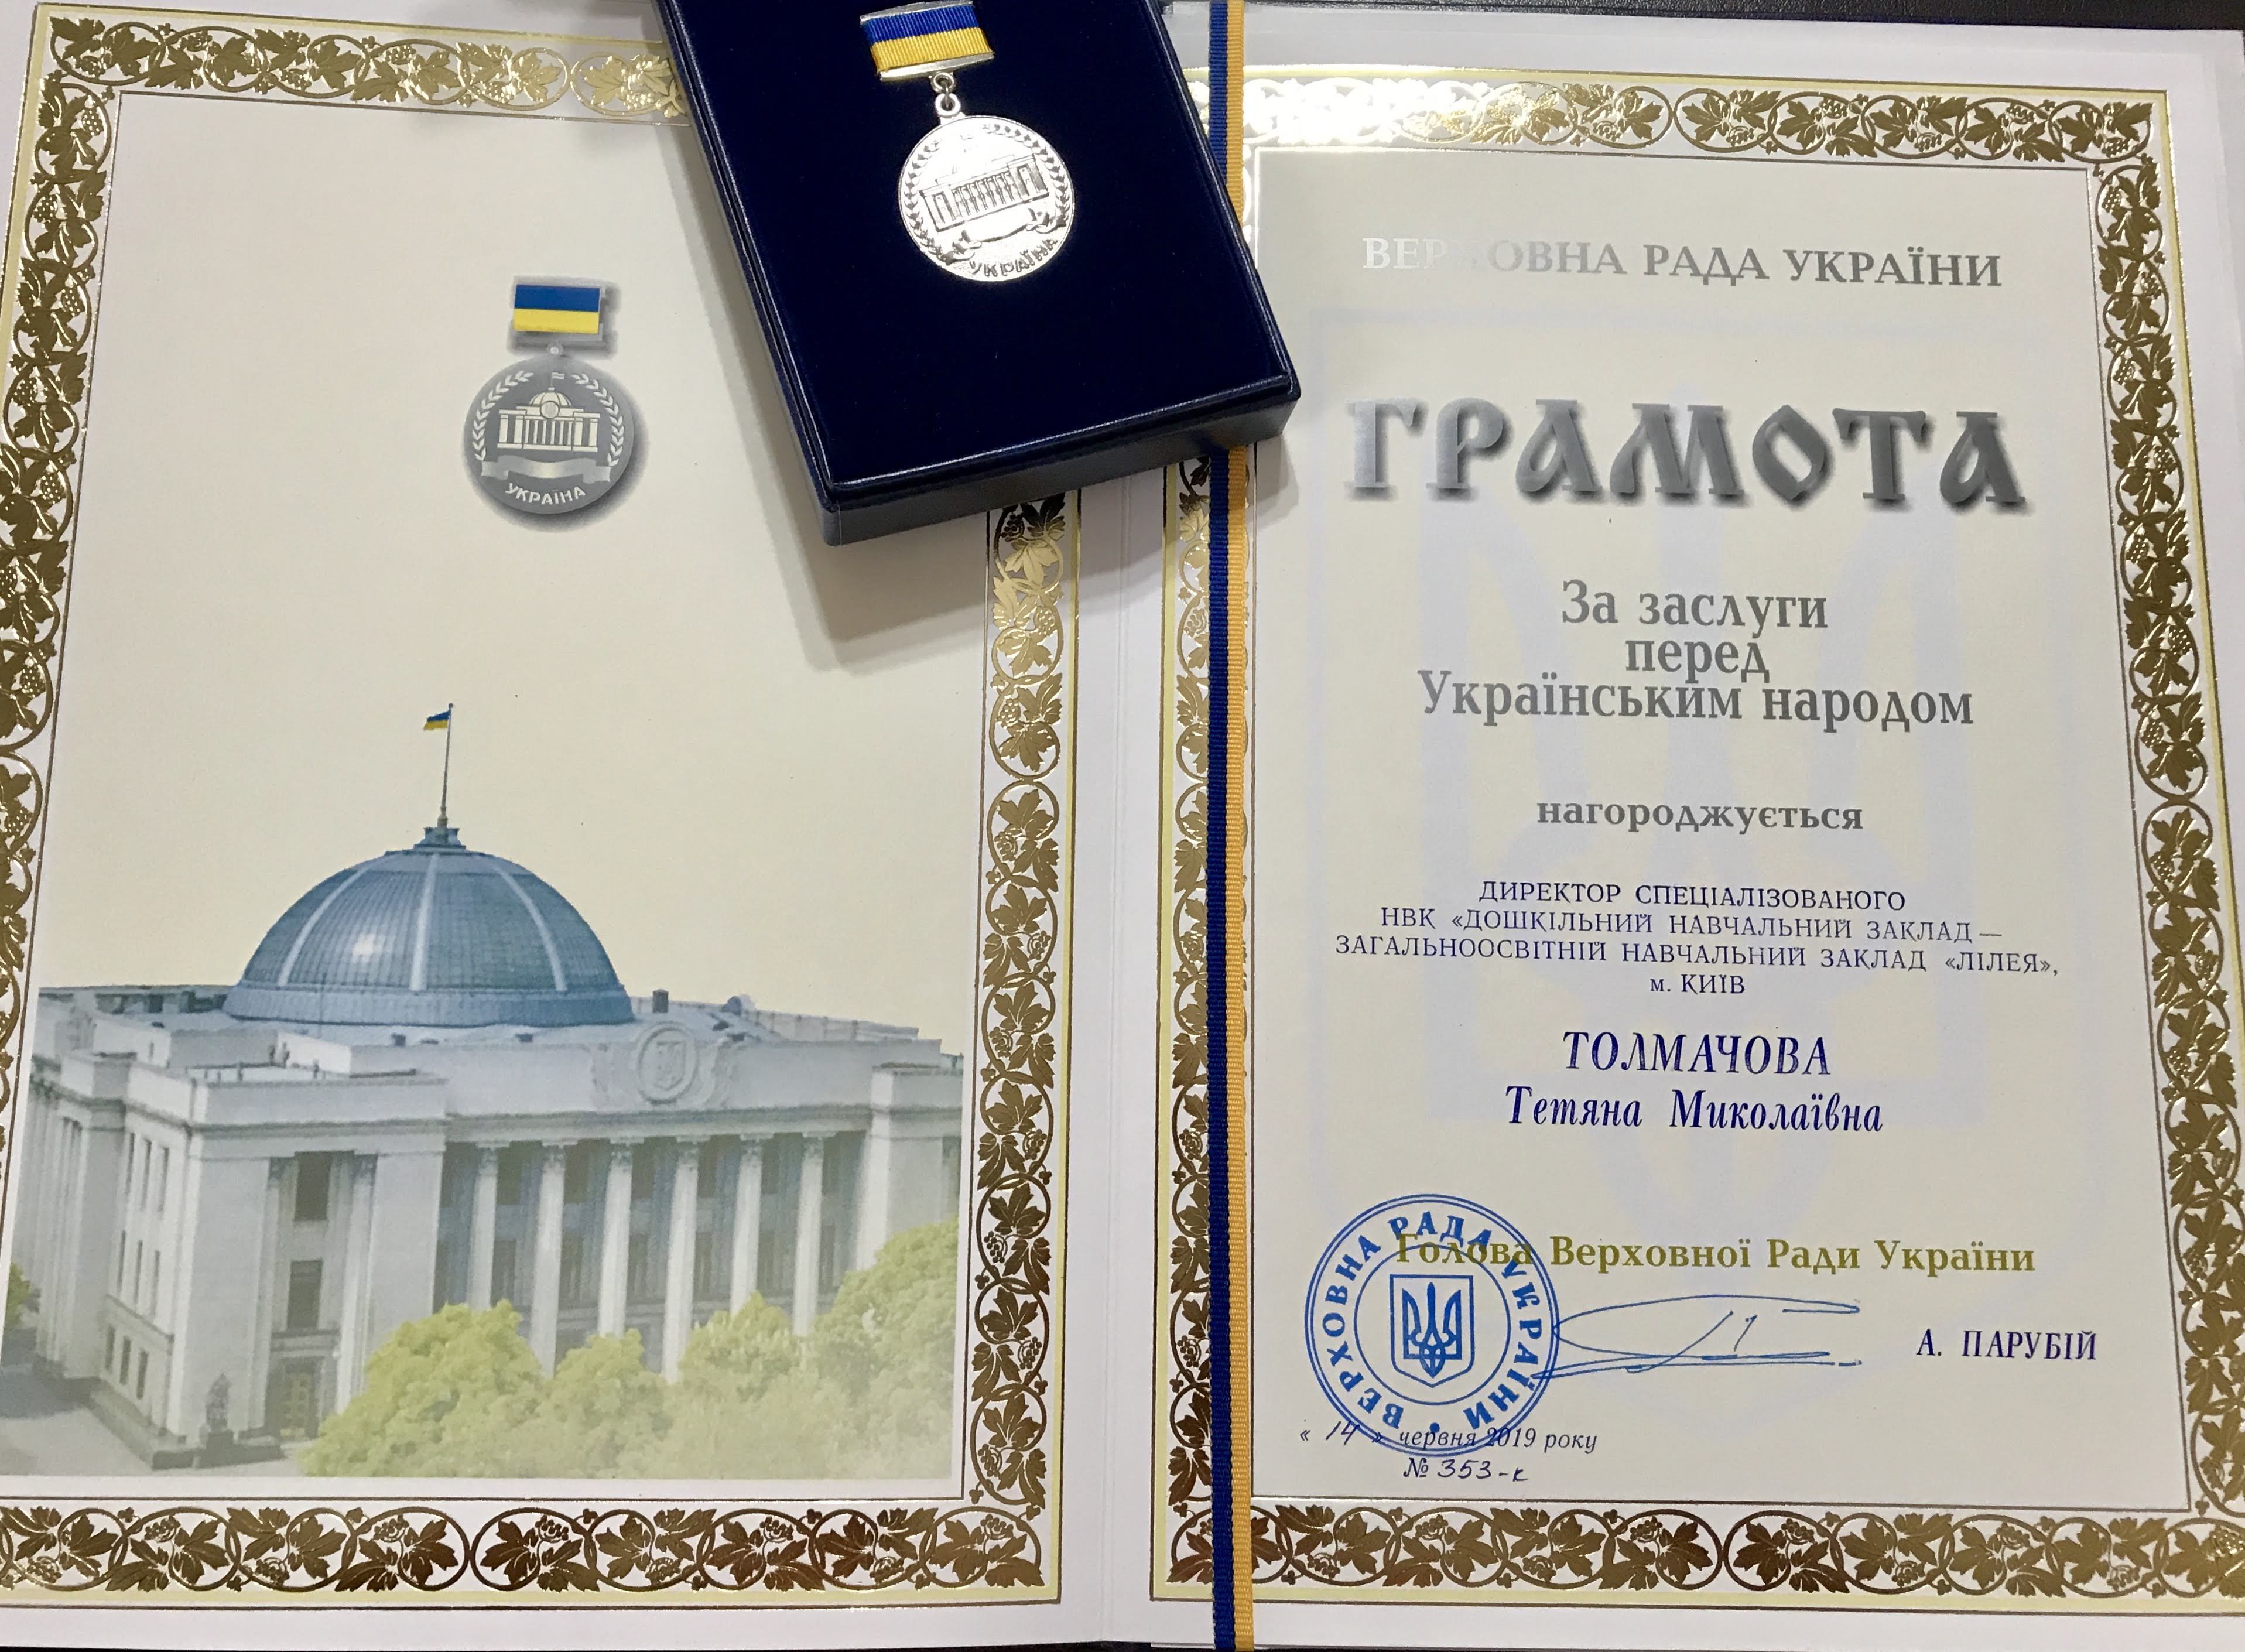 УКРАЇНА
УКРАЇНА
ВЕРХОВНА РАДА УКРАЇНИ
ГРАМОТА
За заслуги
перед
Українським народом
нагороджується
ДИРЕКТОР СПЕЦІАЛІЗОВАНОГО
НВК «ДОШКІЛЬНИЙ НАВЧАЛЬНИЙ ЗАКЛАД —
ЗАГАЛЬНООСВІТНІЙ НАВЧАЛЬНИЙ ЗАКЛАД «ЛІЛЕЯ»,
м. КИЇВ
ТОЛМАЧОВА
Тетяна Миколаївна
Голова Верховної Ради України
ВЕРХОВНА РАДА УКРАЇНИ
А. ПАРУБІЙ
« 14 » червня 2019 року
№ 353-к